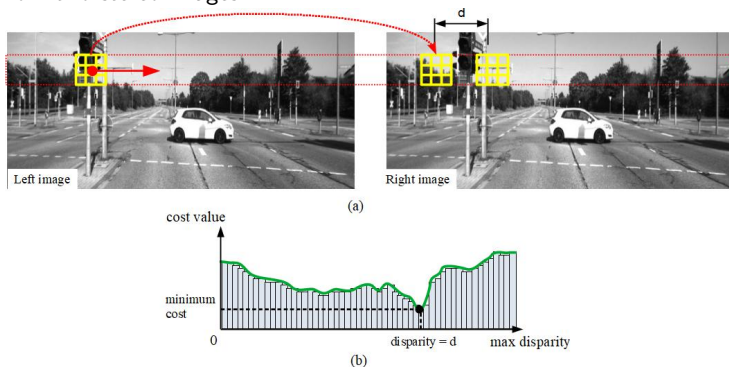 d
Left image
Right image
(a)
cost value
minimum
cost
0
disparity = d
max disparity
(b)